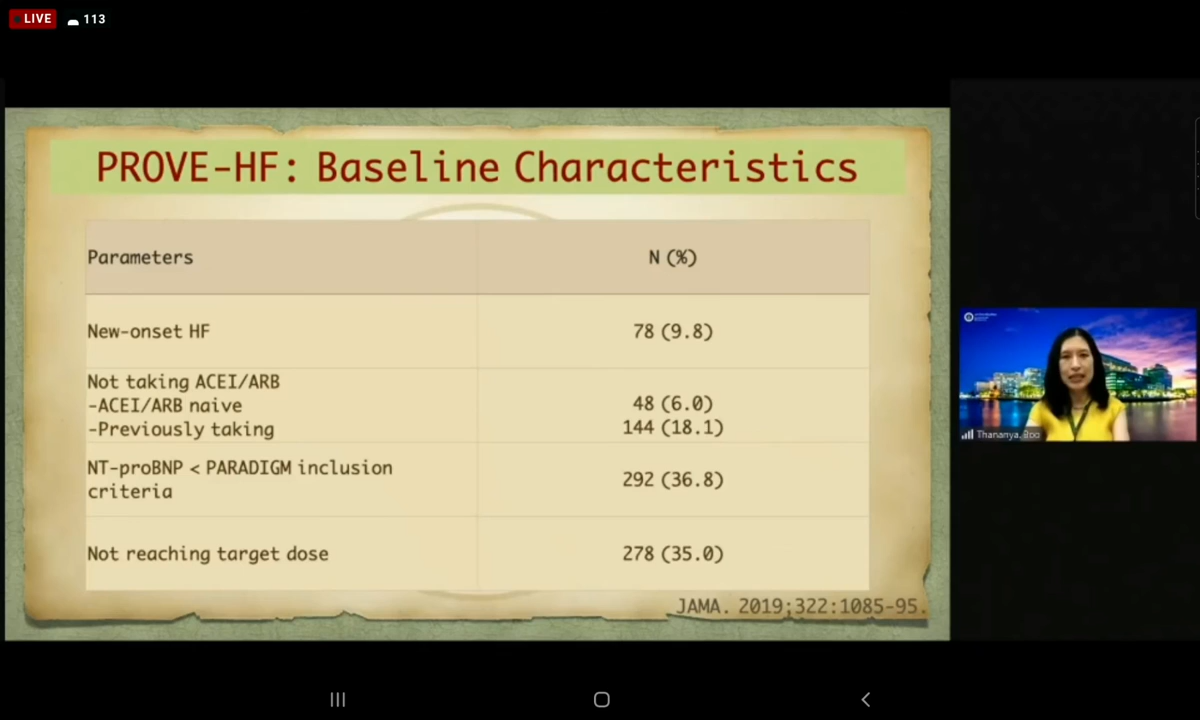 LIVE 113
PROVE-HF: Baseline Characteristics
Parameters N (%)
New-onset HF 78 (9.8)
Not taking ACEI/ARB
-ACEI/ARB naive 48 (6.0)
-Previously taking 144 (18.1)
NT-proBNP < PARADIGM inclusion
criteria
292 (36.8)
Not reaching target dose 278 (35.0)
JAMA. 2019;322:1085-95.
Thananya